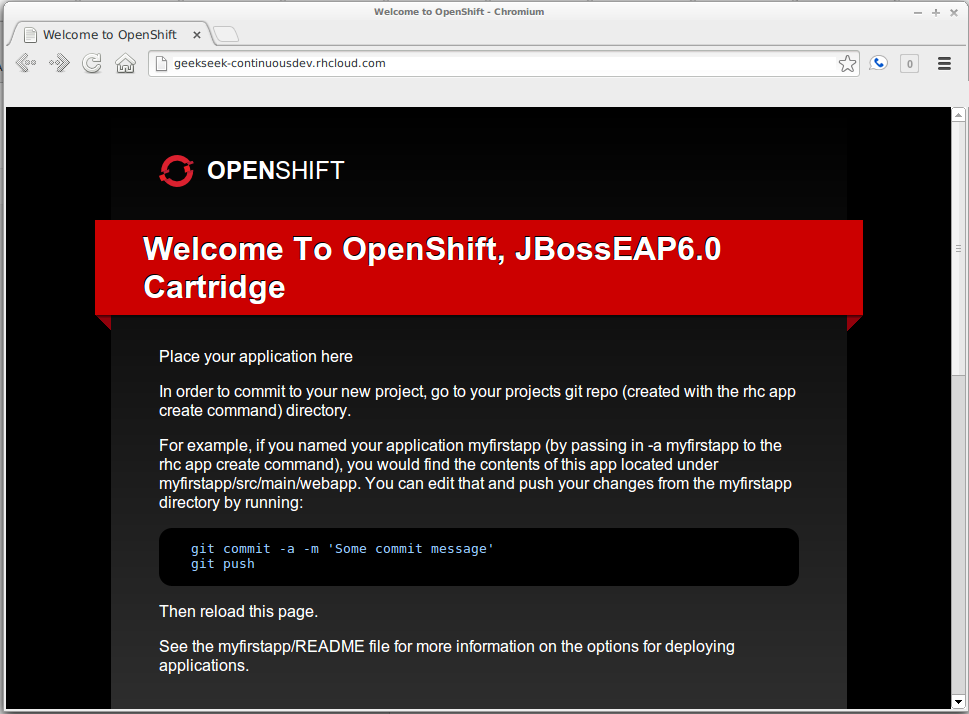 Welcome to OpenShift - Chromium
Welcome to OpenShift
geekseek-continuousdev.rhcloud.com
0
OPENSHIFT
Welcome To OpenShift, JBossEAP6.0
Cartridge
Place your application here
In order to commit to your new project, go to your projects git repo (created with the rhc app
create command) directory.
For example, if you named your application myfirstapp (by passing in -a myfirstapp to the
rhc app create command), you would find the contents of this app located under
myfirstapp/src/main/webapp. You can edit that and push your changes from the myfirstapp
directory by running:
git commit -a -m 'Some commit message'
git push
Then reload this page.
See the myfirstapp/README file for more information on the options for deploying
applications.